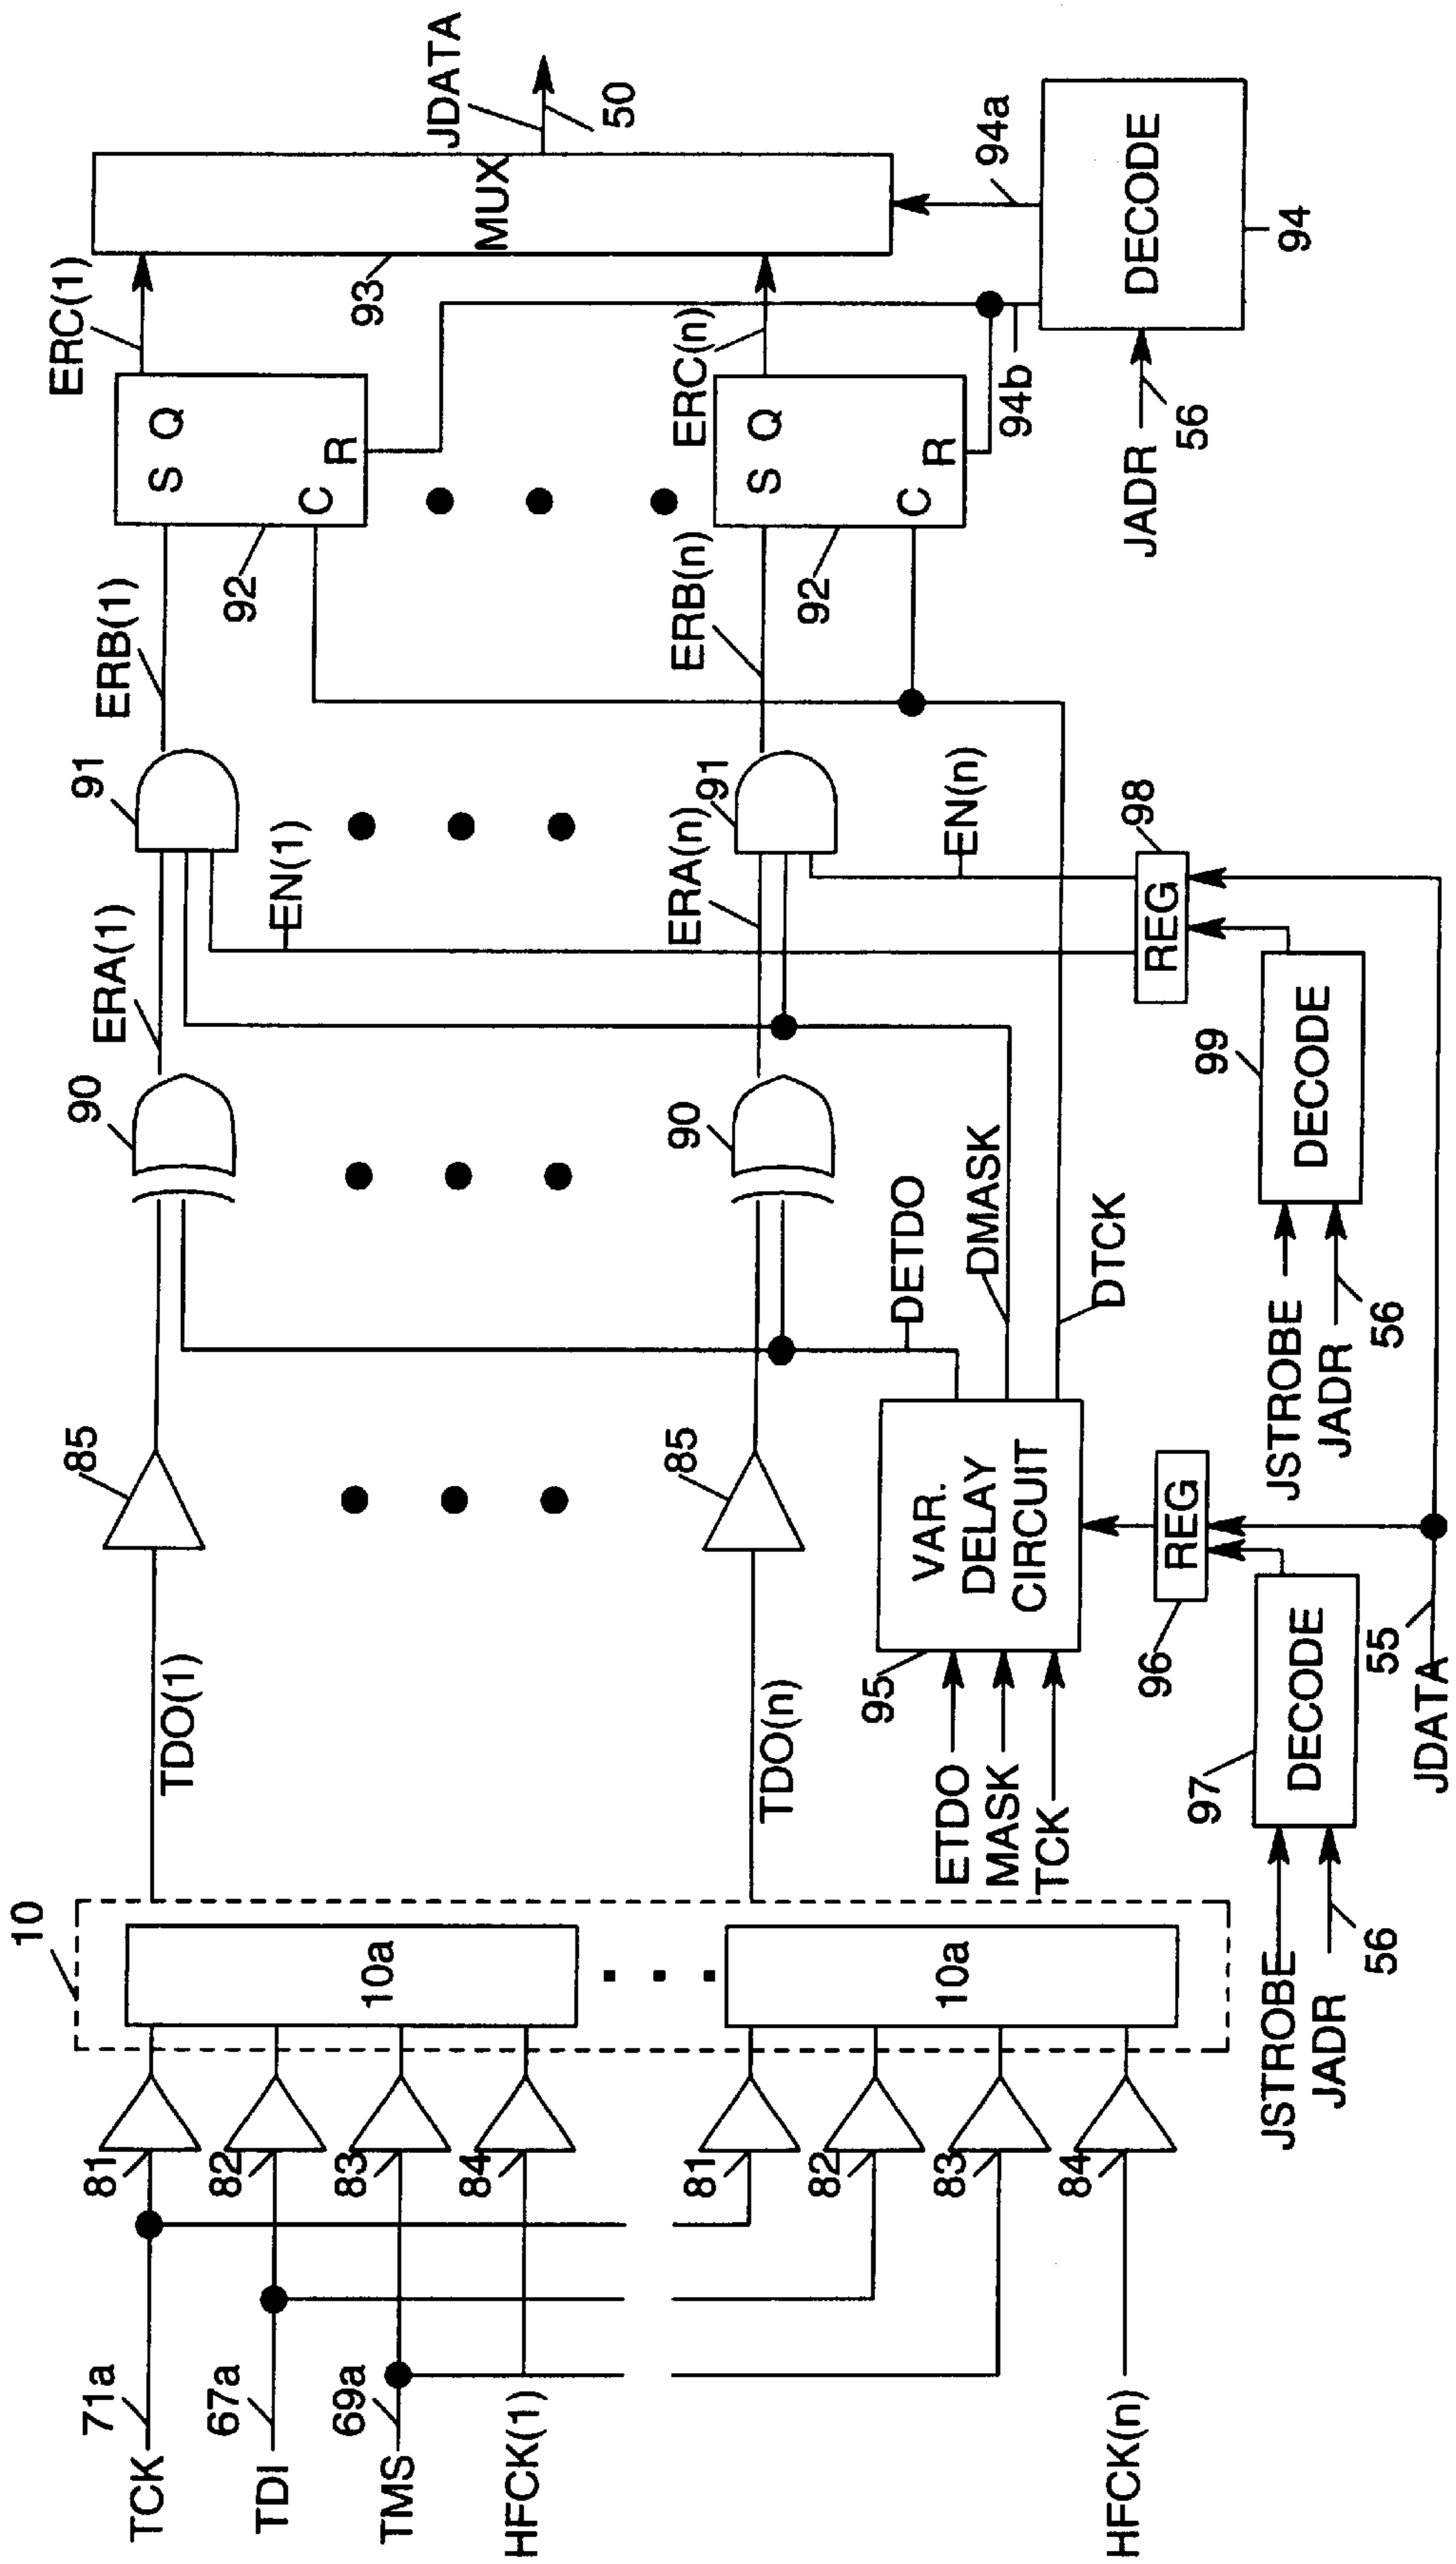 TCK
71a
TDI
67a
TMS
69a
HFCK(1)
HFCK(n)
81
82
83
84
81
82
83
84
10
10a
10a
TDO(1)
TDO(n)
85
85
ETDO
MASK
TCK
95
VAR.
DELAY
CIRCUIT
DETDO
DMASK
DTCK
96
REG
97
DECODE
JSTROBE
JADR
56
JDATA
55
90
90
ERA(1)
ERA(n)
91
91
EN(1)
EN(n)
98
REG
99
DECODE
JSTROBE
JADR
56
ERB(1)
ERB(n)
92
S Q
C
R
92
S Q
C
R
ERC(1)
ERC(n)
93
MUX
JDATA
50
94a
94b
DECODE
94
JADR
56